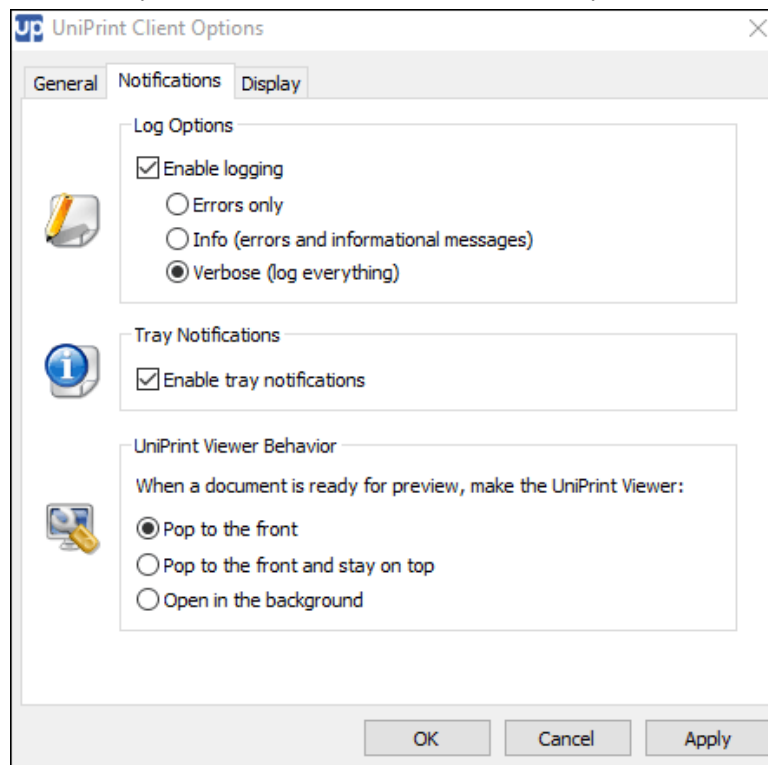 up UniPrint Client Options
General Notifications Display
Log Options
Enable logging
Errors only
Info (errors and informational messages)
Verbose (log everything)
Tray Notifications
Enable tray notifications
UniPrint Viewer Behavior
When a document is ready for preview, make the UniPrint Viewer:
Pop to the front
Pop to the front and stay on top
Open in the background
OK Cancel Apply